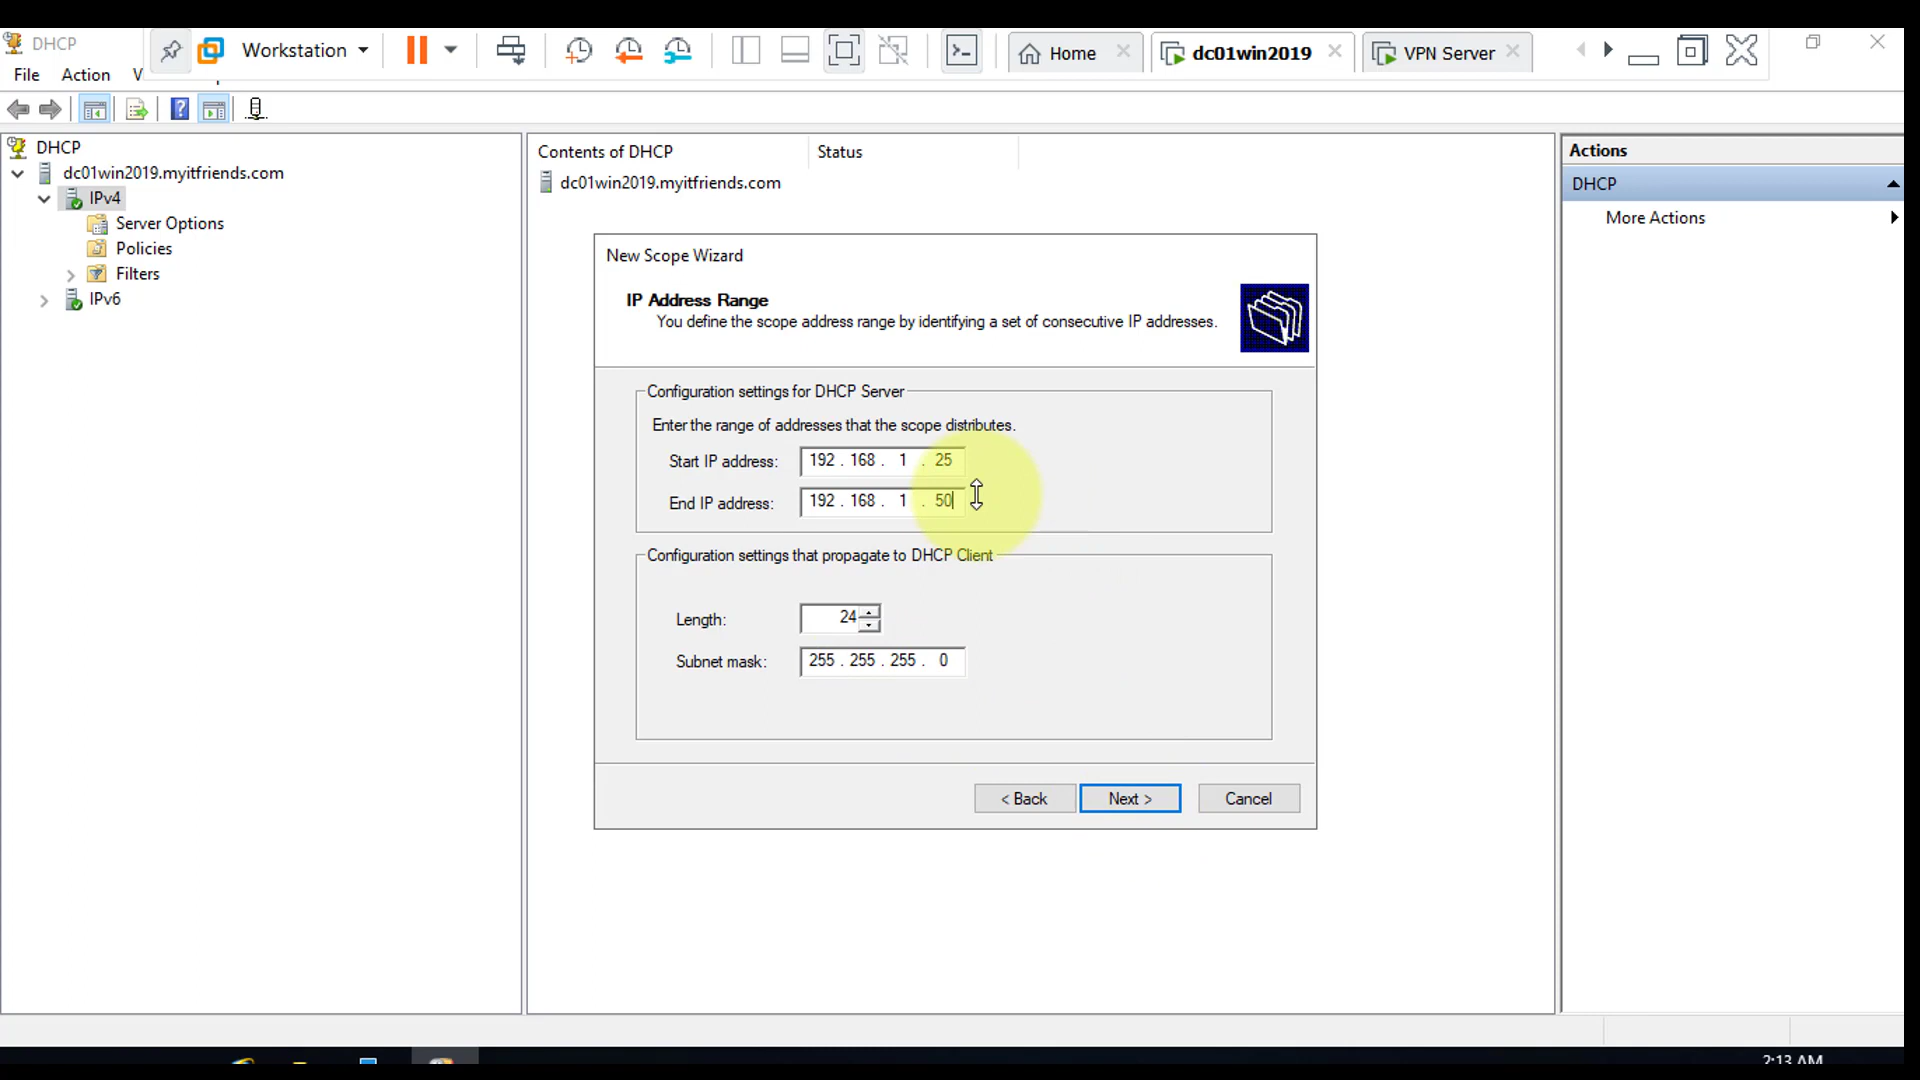 DHCP
Workstation
Home
dc01win2019
VPN Server
File
Action
V
DHCP
dc01win2019.myitfriends.com
IPv4
Server Options
Policies
Filters
IPv6
Contents of DHCP
Status
dc01win2019.myitfriends.com
Actions
DHCP
More Actions
New Scope Wizard
IP Address Range
You define the scope address range by identifying a set of consecutive IP addresses.
Configuration settings for DHCP Server
Enter the range of addresses that the scope distributes.
Start IP address: 192 . 168 . 1 . 25
End IP address: 192 . 168 . 1 . 50
Configuration settings that propagate to DHCP Client
Length: 24
Subnet mask: 255 . 255 . 255 . 0
< Back
Next >
Cancel
2:13 AM